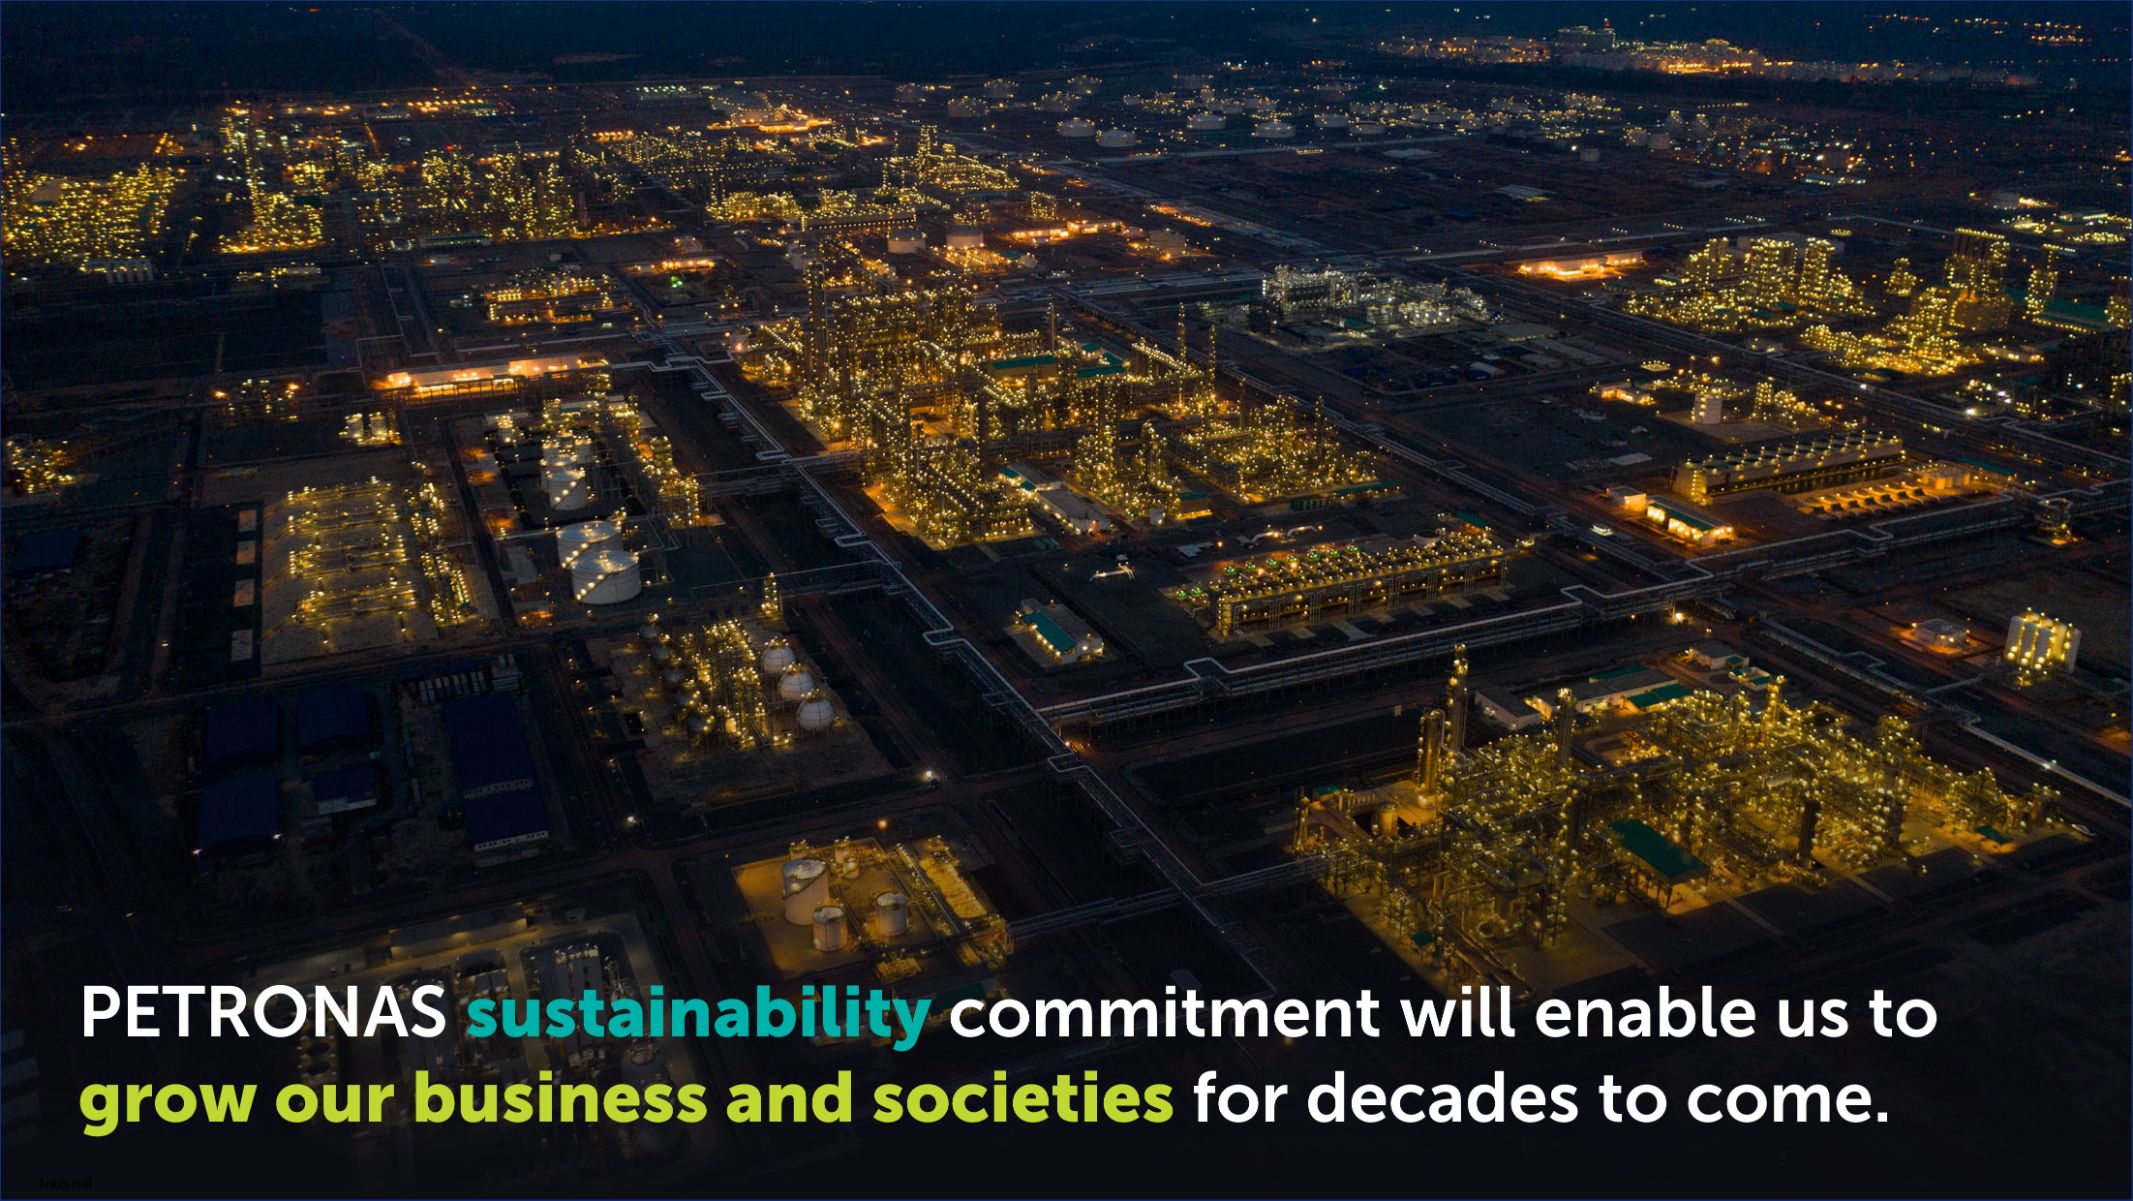 PETRONAS sustainability commitment will enable us to
grow our business and societies for decades to come.
Internal